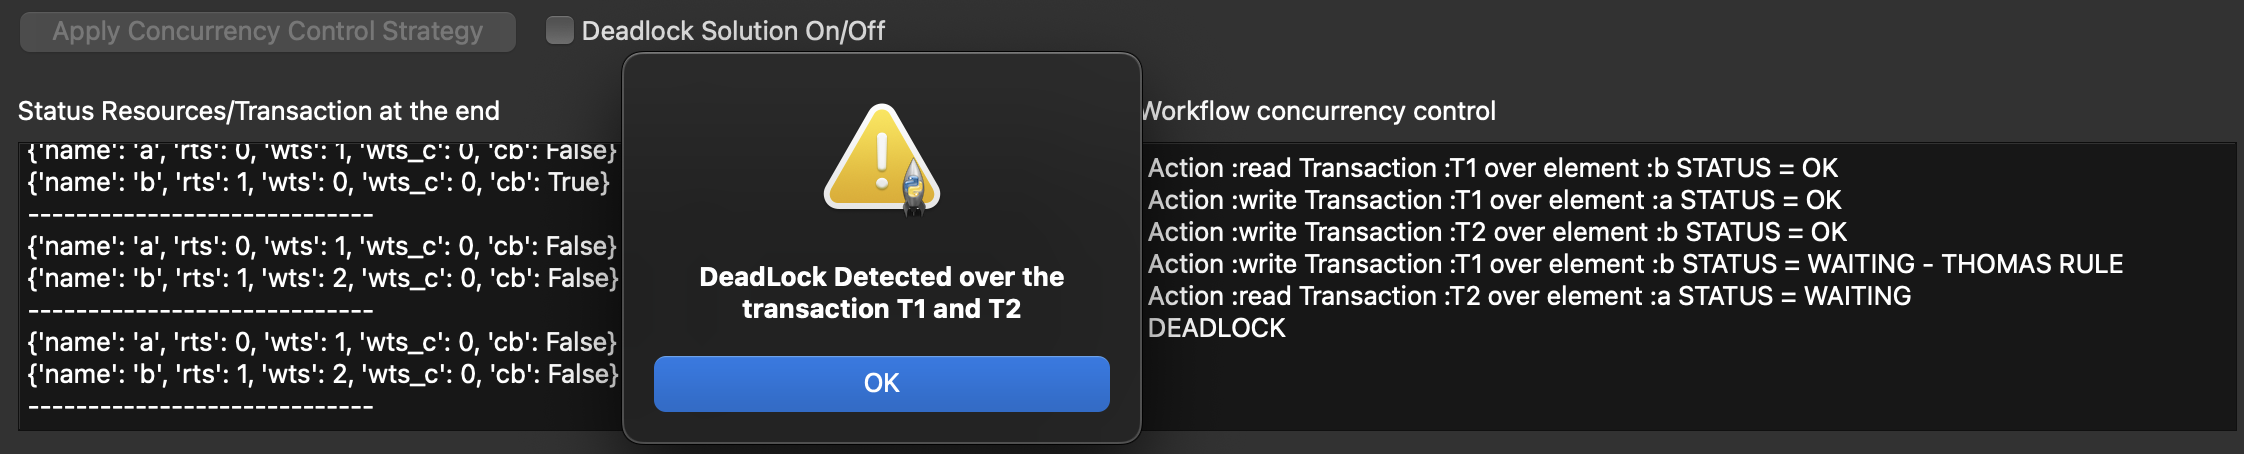 Apply Concurrency Control Strategy
Deadlock Solution On/Off
Status Resources/Transaction at the end
{'name': 'a', 'rts': 0, 'wts': 1, 'wts_c': 0, 'cb': False}
{'name': 'b', 'rts': 1, 'wts': 0, 'wts_c': 0, 'cb': True}
-----------------------------
{'name': 'a', 'rts': 0, 'wts': 1, 'wts_c': 0, 'cb': False}
{'name': 'b', 'rts': 1, 'wts': 2, 'wts_c': 0, 'cb': False}
-----------------------------
{'name': 'a', 'rts': 0, 'wts': 1, 'wts_c': 0, 'cb': False}
{'name': 'b', 'rts': 1, 'wts': 2, 'wts_c': 0, 'cb': False}
-----------------------------
DeadLock Detected over the
transaction T1 and T2
OK
Workflow concurrency control
Action :read Transaction :T1 over element :b STATUS = OK
Action :write Transaction :T1 over element :a STATUS = OK
Action :write Transaction :T2 over element :b STATUS = OK
Action :write Transaction :T1 over element :b STATUS = WAITING - THOMAS RULE
Action :read Transaction :T2 over element :a STATUS = WAITING
DEADLOCK